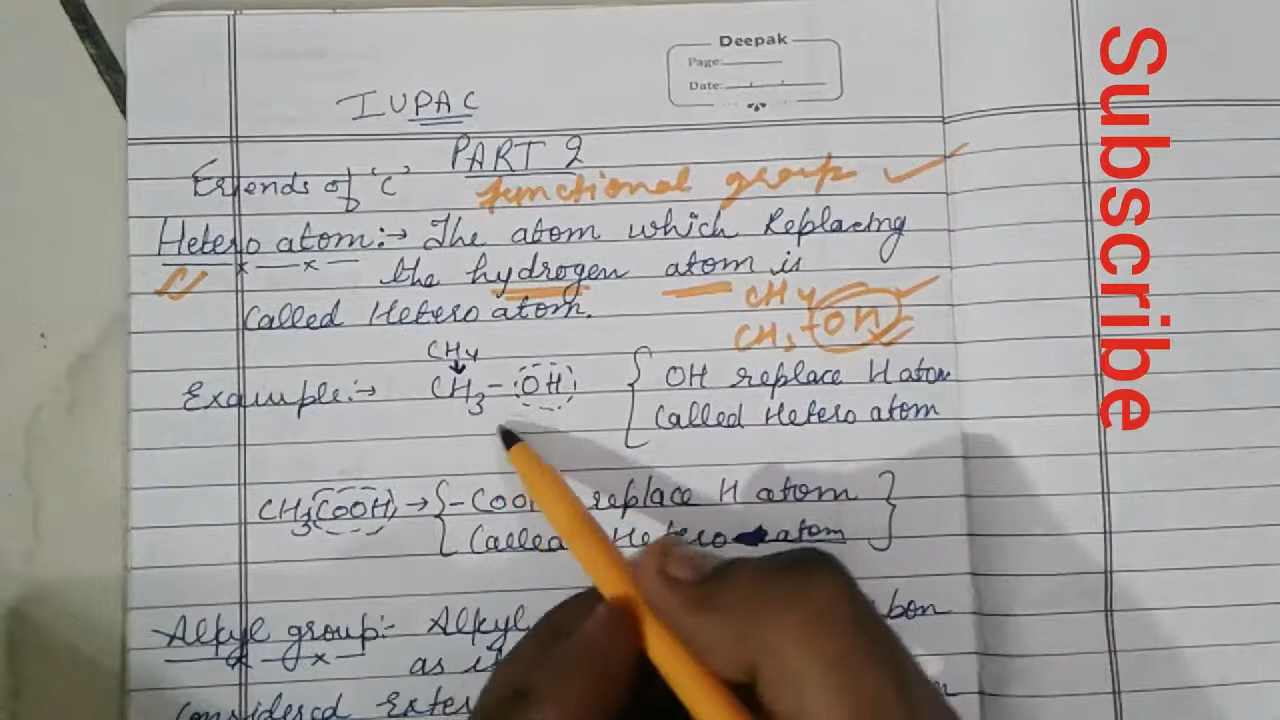 Deepak
Page:
Date:
IUPAC
PART 2
of 'C'
functional group
Hetero atom:→ The atom which Replacing
the hydrogen atom is
called Hetero atom.
CH4
CH3-OH
CH4
Example:→ CH3-OH
OH replace H atom
called Hetero atom
CH3COOH → replace H atom
Called Hetero atom
Alkyl group:- Alkyl
as
considered
Subscribe